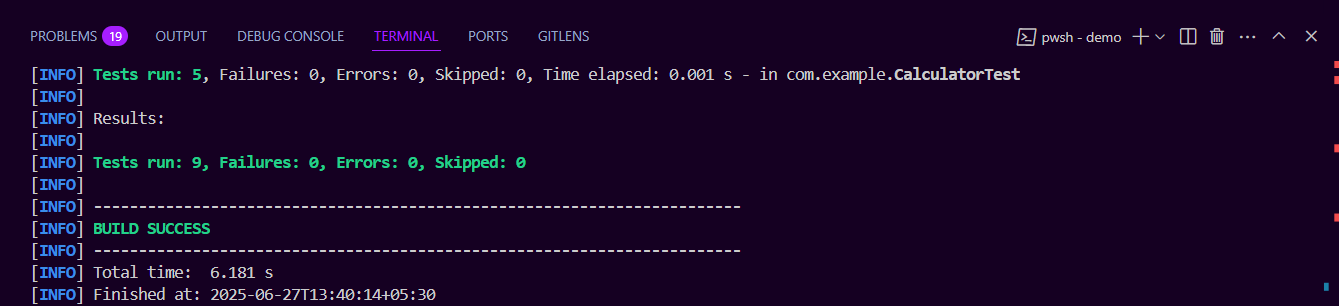 PROBLEMS 19 OUTPUT DEBUG CONSOLE TERMINAL PORTS GITLENS pwsh - demo
[INFO] Tests run: 5, Failures: 0, Errors: 0, Skipped: 0, Time elapsed: 0.001 s - in com.example.CalculatorTest
[INFO]
[INFO] Results:
[INFO]
[INFO] Tests run: 9, Failures: 0, Errors: 0, Skipped: 0
[INFO]
[INFO] ------------------------------------------------------------------------
[INFO] BUILD SUCCESS
[INFO] ------------------------------------------------------------------------
[INFO] Total time:  6.181 s
[INFO] Finished at: 2025-06-27T13:40:14+05:30